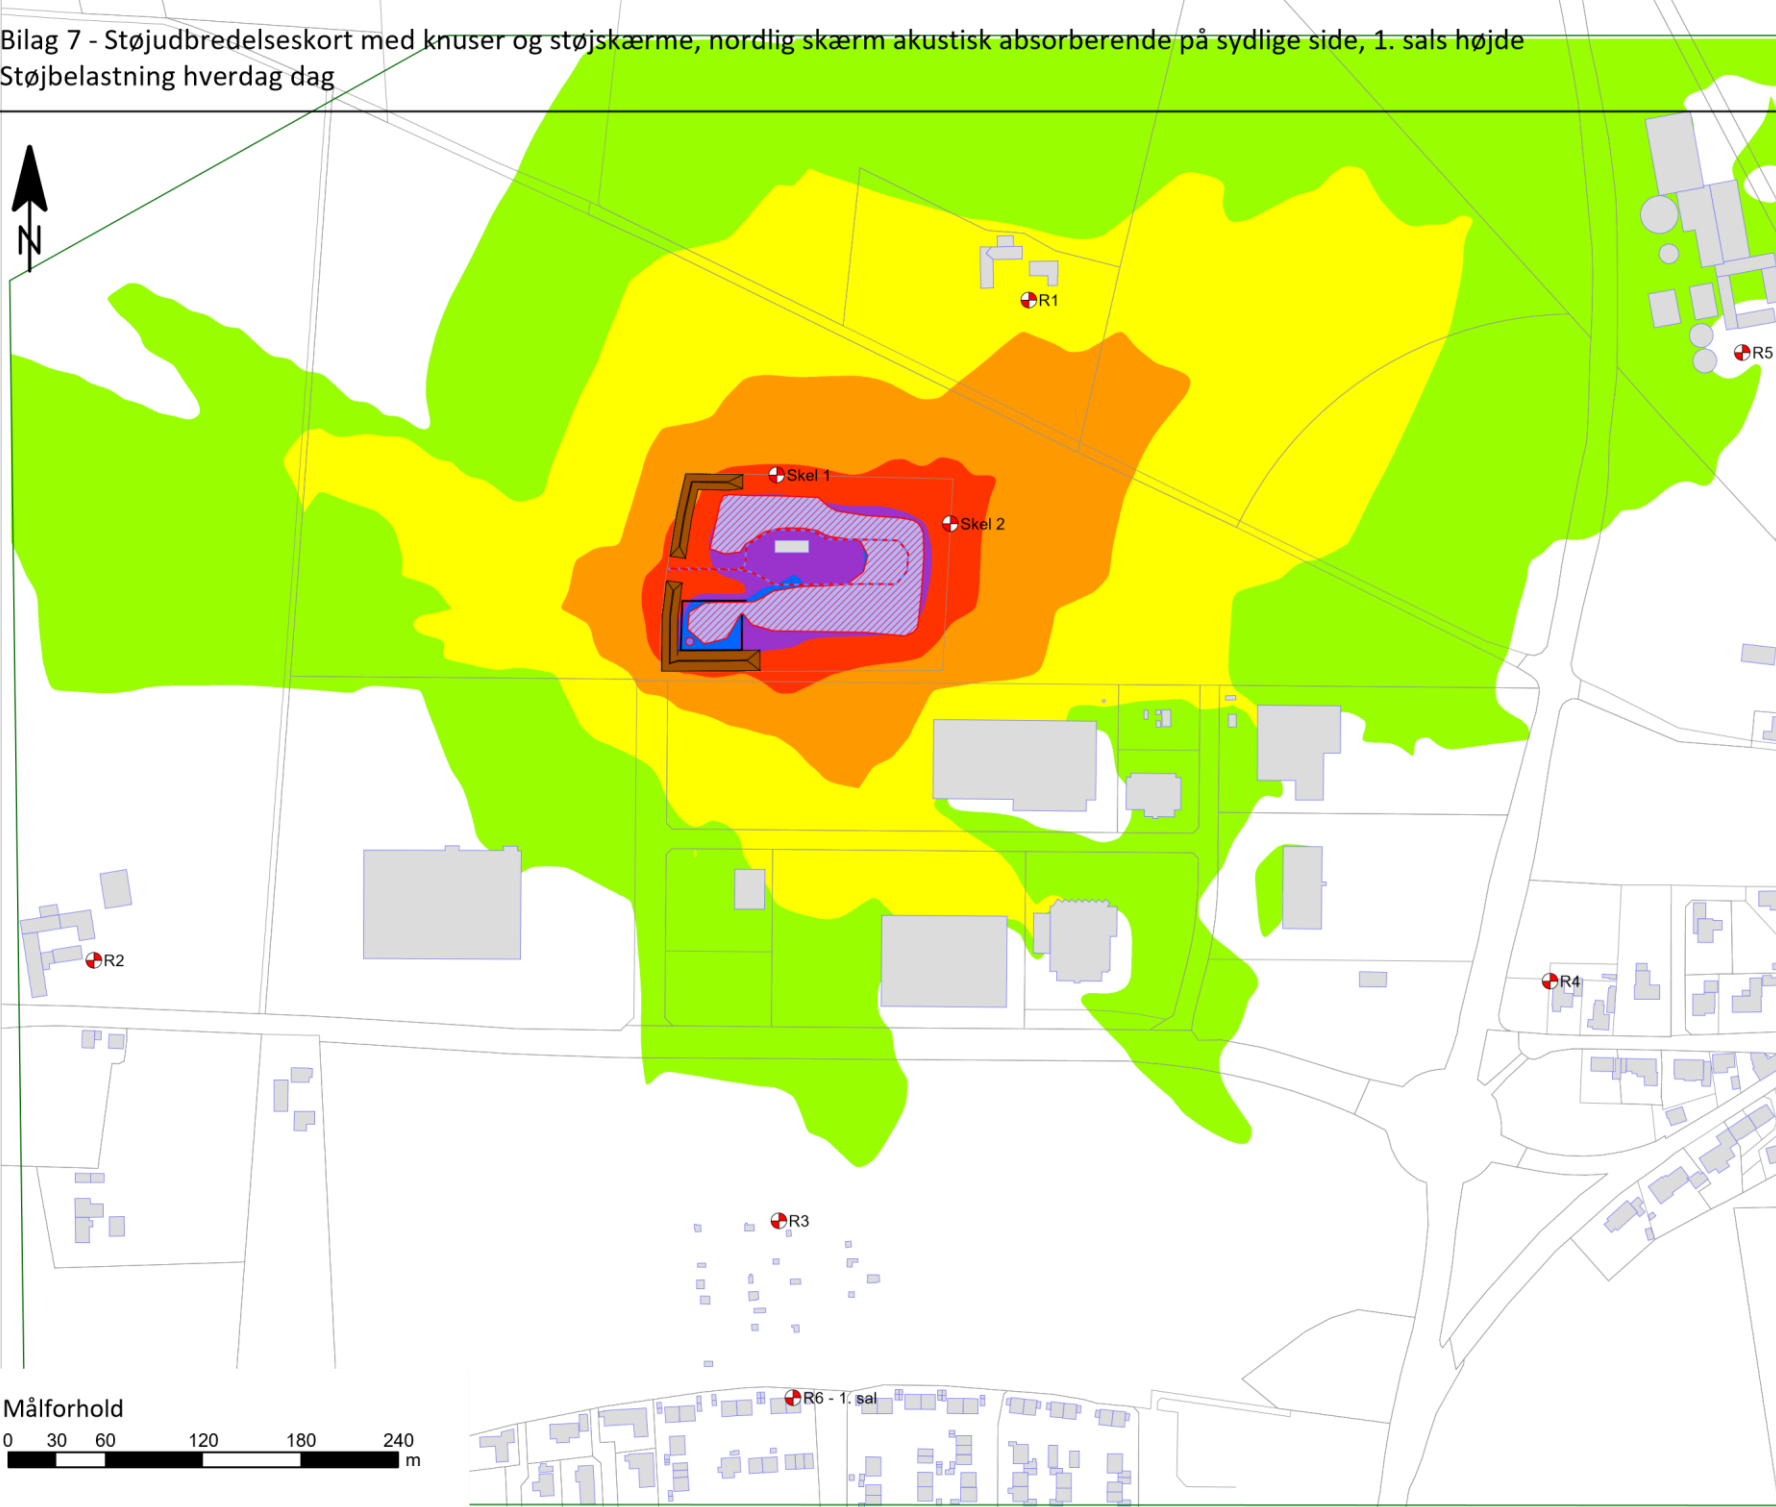 Bilag 7 - Støjudbredelseskort med knuser og støjskærme, nordlig skærm akustisk absorberende på sydlige side, 1. sals højde
Støjbelastning hverdag dag
N
R1
R5
Skel 1
Skel 2
R2
R4
R3
R6 - 1. sal
Målforhold
0 30 60 120 180 240
m